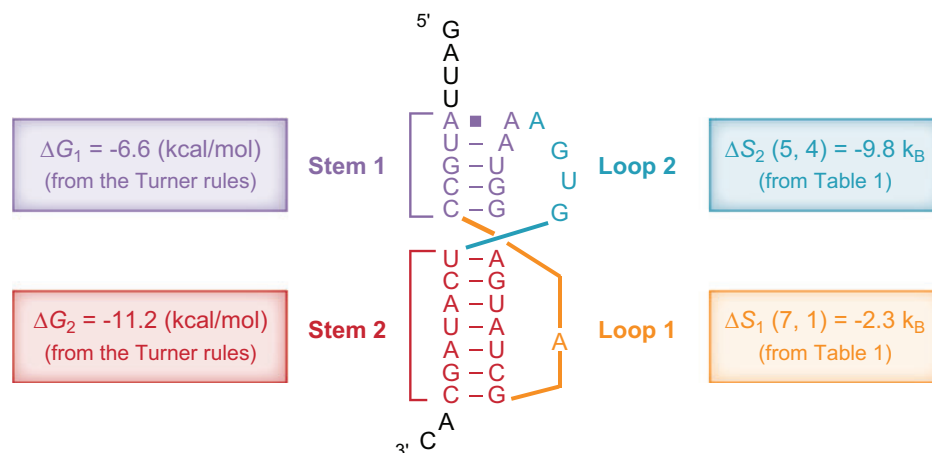 5'
G
A
U
U
A ■ A A
U – A
G – U
C – G
C – G
G
U
G
U – A
C – G
A – U
U – A
A – U
G – C
C – G
A
A
C
3'
ΔG₁ = -6.6 (kcal/mol)
(from the Turner rules)
Stem 1
Loop 2
ΔS₂ (5, 4) = -9.8 k_B
(from Table 1)
ΔG₂ = -11.2 (kcal/mol)
(from the Turner rules)
Stem 2
Loop 1
ΔS₁ (7, 1) = -2.3 k_B
(from Table 1)